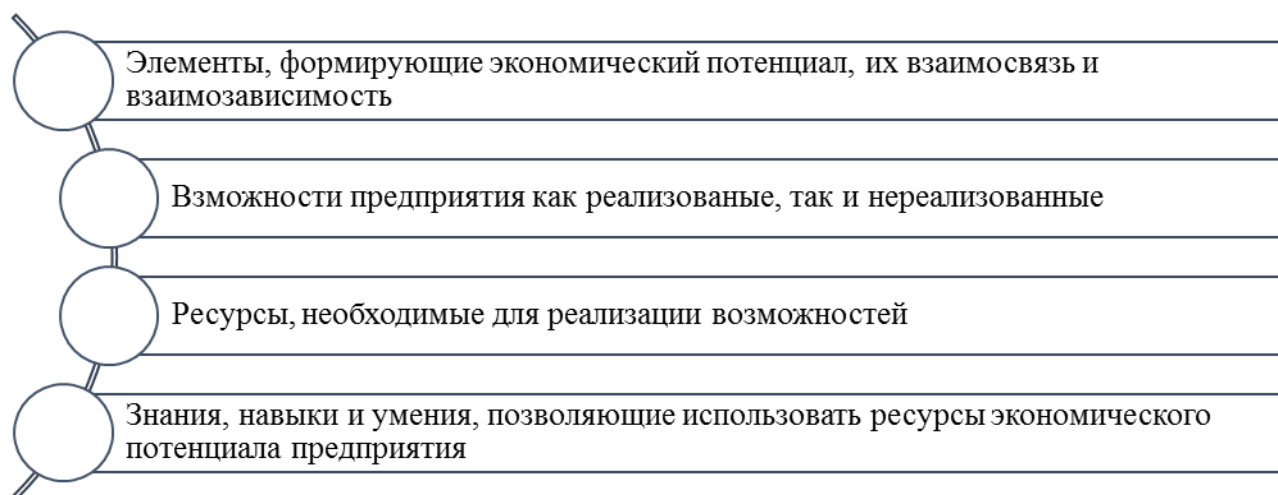 Элементы, формирующие экономический потенциал, их взаимосвязь и
взаимозависимость
Взможности предприятия как реализованые, так и нереализованные
Ресурсы, необходимые для реализации возможностей
Знания, навыки и умения, позволяющие использовать ресурсы экономического
потенциала предприятия